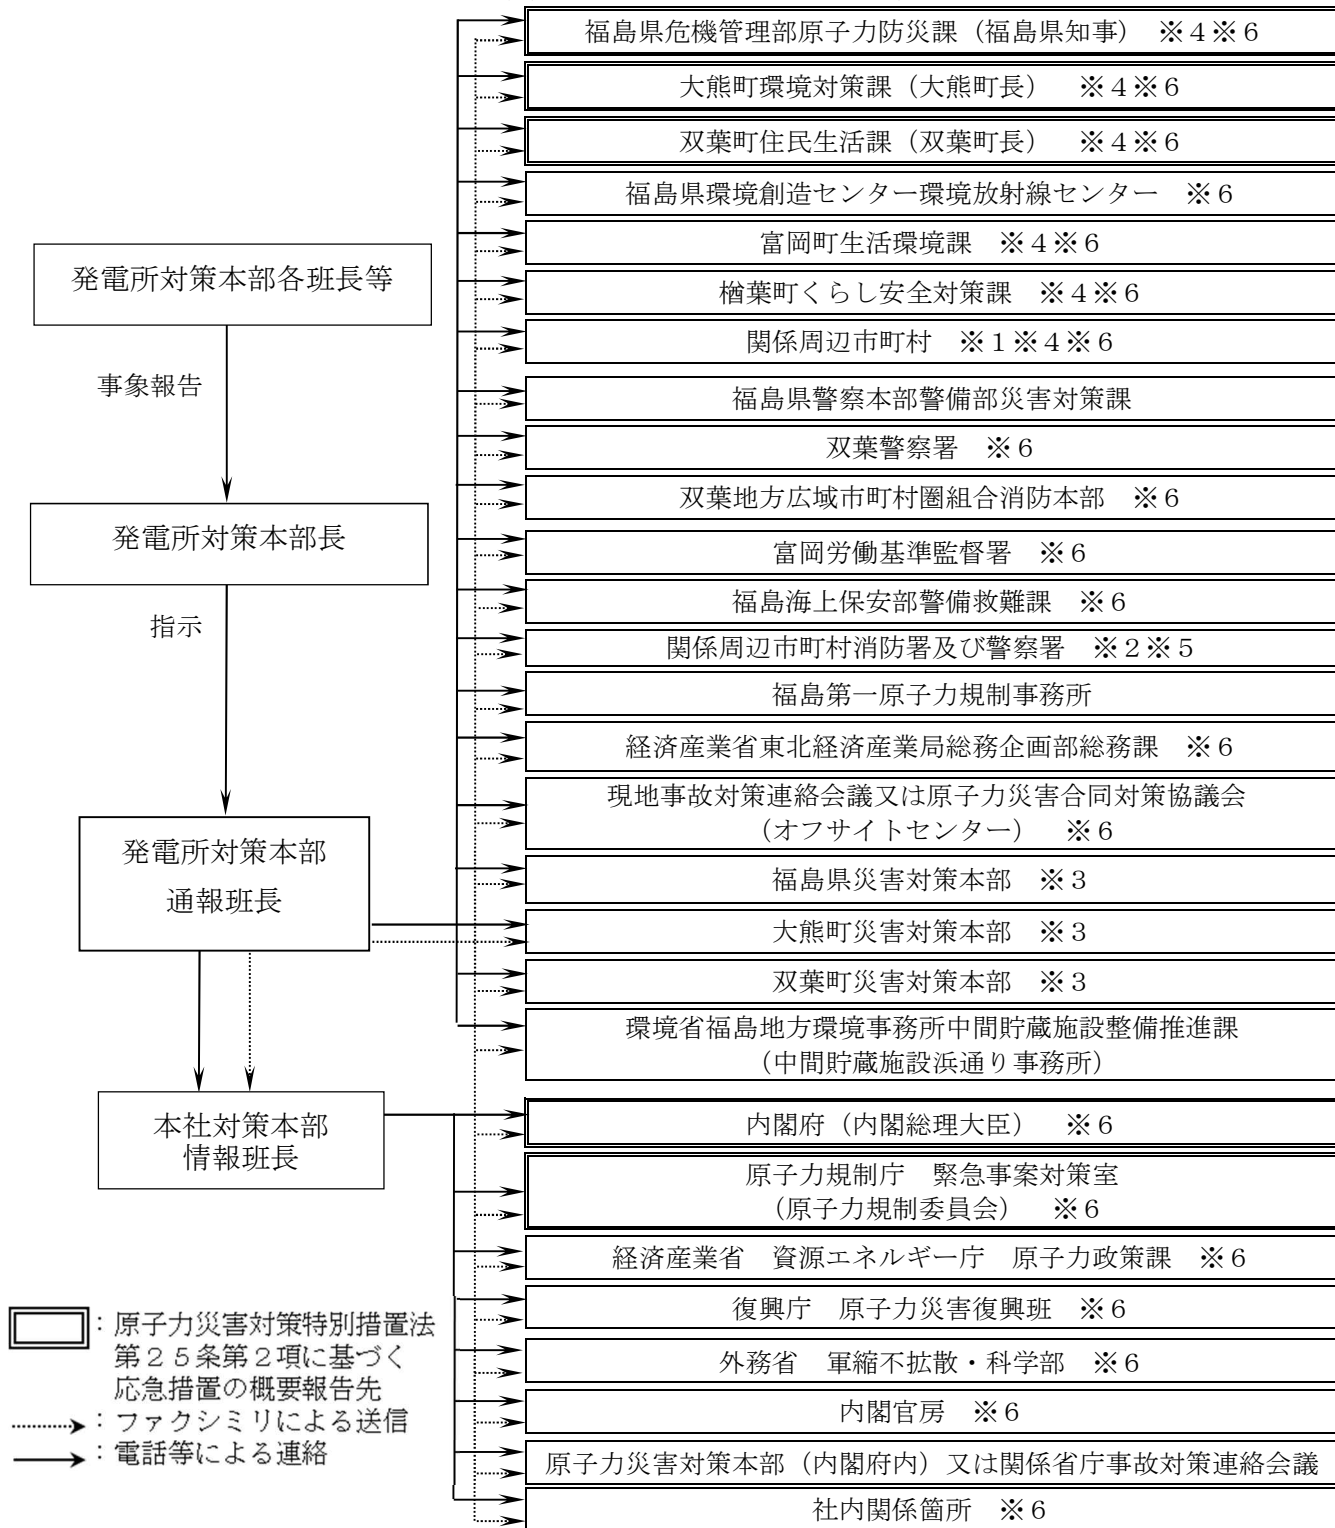 福島県危機管理部原子力防災課（福島県知事）　※４※６
大熊町環境対策課（大熊町長）　※４※６
双葉町住民生活課（双葉町長）　※４※６
福島県環境創造センター環境放射線センター　※６
富岡町生活環境課　※４※６
楢葉町くらし安全対策課　※４※６
関係周辺市町村　※１※４※６
福島県警察本部警備部災害対策課
双葉警察署　※６
双葉地方広域市町村圏組合消防本部　※６
富岡労働基準監督署　※６
福島海上保安部警備救難課　※６
関係周辺市町村消防署及び警察署　※２※５
福島第一原子力規制事務所
経済産業省東北経済産業局総務企画部総務課　※６
現地事故対策連絡会議又は原子力災害合同対策協議会
（オフサイトセンター）　※６
福島県災害対策本部　※３
大熊町災害対策本部　※３
双葉町災害対策本部　※３
環境省福島地方環境事務所中間貯蔵施設整備推進課
（中間貯蔵施設浜通り事務所）
内閣府（内閣総理大臣）　※６
原子力規制庁　緊急事案対策室
（原子力規制委員会）　※６
経済産業省　資源エネルギー庁　原子力政策課　※６
復興庁　原子力災害復興班　※６
外務省　軍縮不拡散・科学部　※６
内閣官房　※６
原子力災害対策本部（内閣府内）又は関係省庁事故対策連絡会議
社内関係箇所　※６
発電所対策本部各班長等
事象報告
発電所対策本部長
指示
発電所対策本部
通報班長
本社対策本部
情報班長
：原子力災害対策特別措置法
第２５条第２項に基づく
応急措置の概要報告先
：ファクシミリによる送信
：電話等による連絡